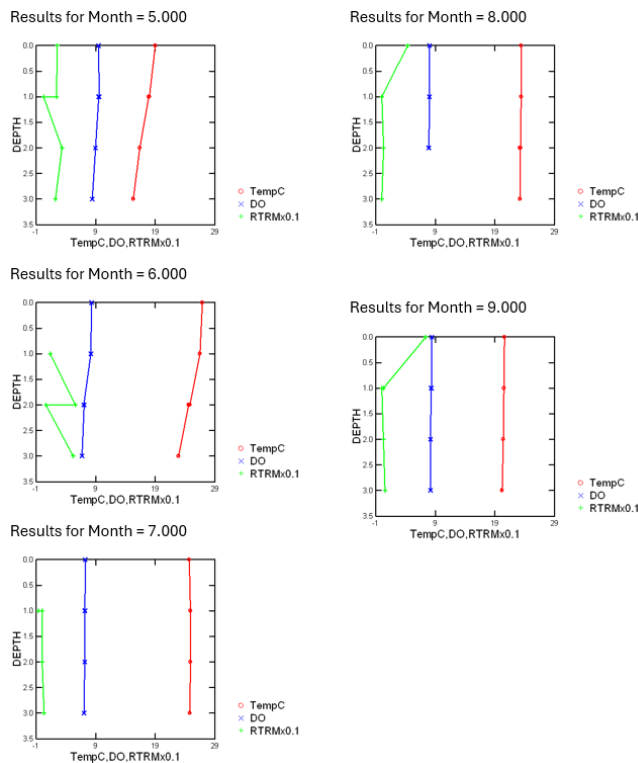 Results for Month = 5.000
0.0
0.5
1.0
1.5
2.0
2.5
3.0
3.5
DEPTH
-1 9 19 29
TempC,DO,RTRMx0.1
TempC
DO
RTRMx0.1
Results for Month = 6.000
0.0
0.5
1.0
1.5
2.0
2.5
3.0
3.5
DEPTH
-1 9 19 29
TempC,DO,RTRMx0.1
TempC
DO
RTRMx0.1
Results for Month = 7.000
0.0
0.5
1.0
1.5
2.0
2.5
3.0
3.5
DEPTH
-1 9 19 29
TempC,DO,RTRMx0.1
TempC
DO
RTRMx0.1
Results for Month = 8.000
0.0
0.5
1.0
1.5
2.0
2.5
3.0
3.5
DEPTH
-1 9 19 29
TempC,DO,RTRMx0.1
TempC
DO
RTRMx0.1
Results for Month = 9.000
0.0
0.5
1.0
1.5
2.0
2.5
3.0
3.5
DEPTH
-1 9 19 29
TempC,DO,RTRMx0.1
TempC
DO
RTRMx0.1